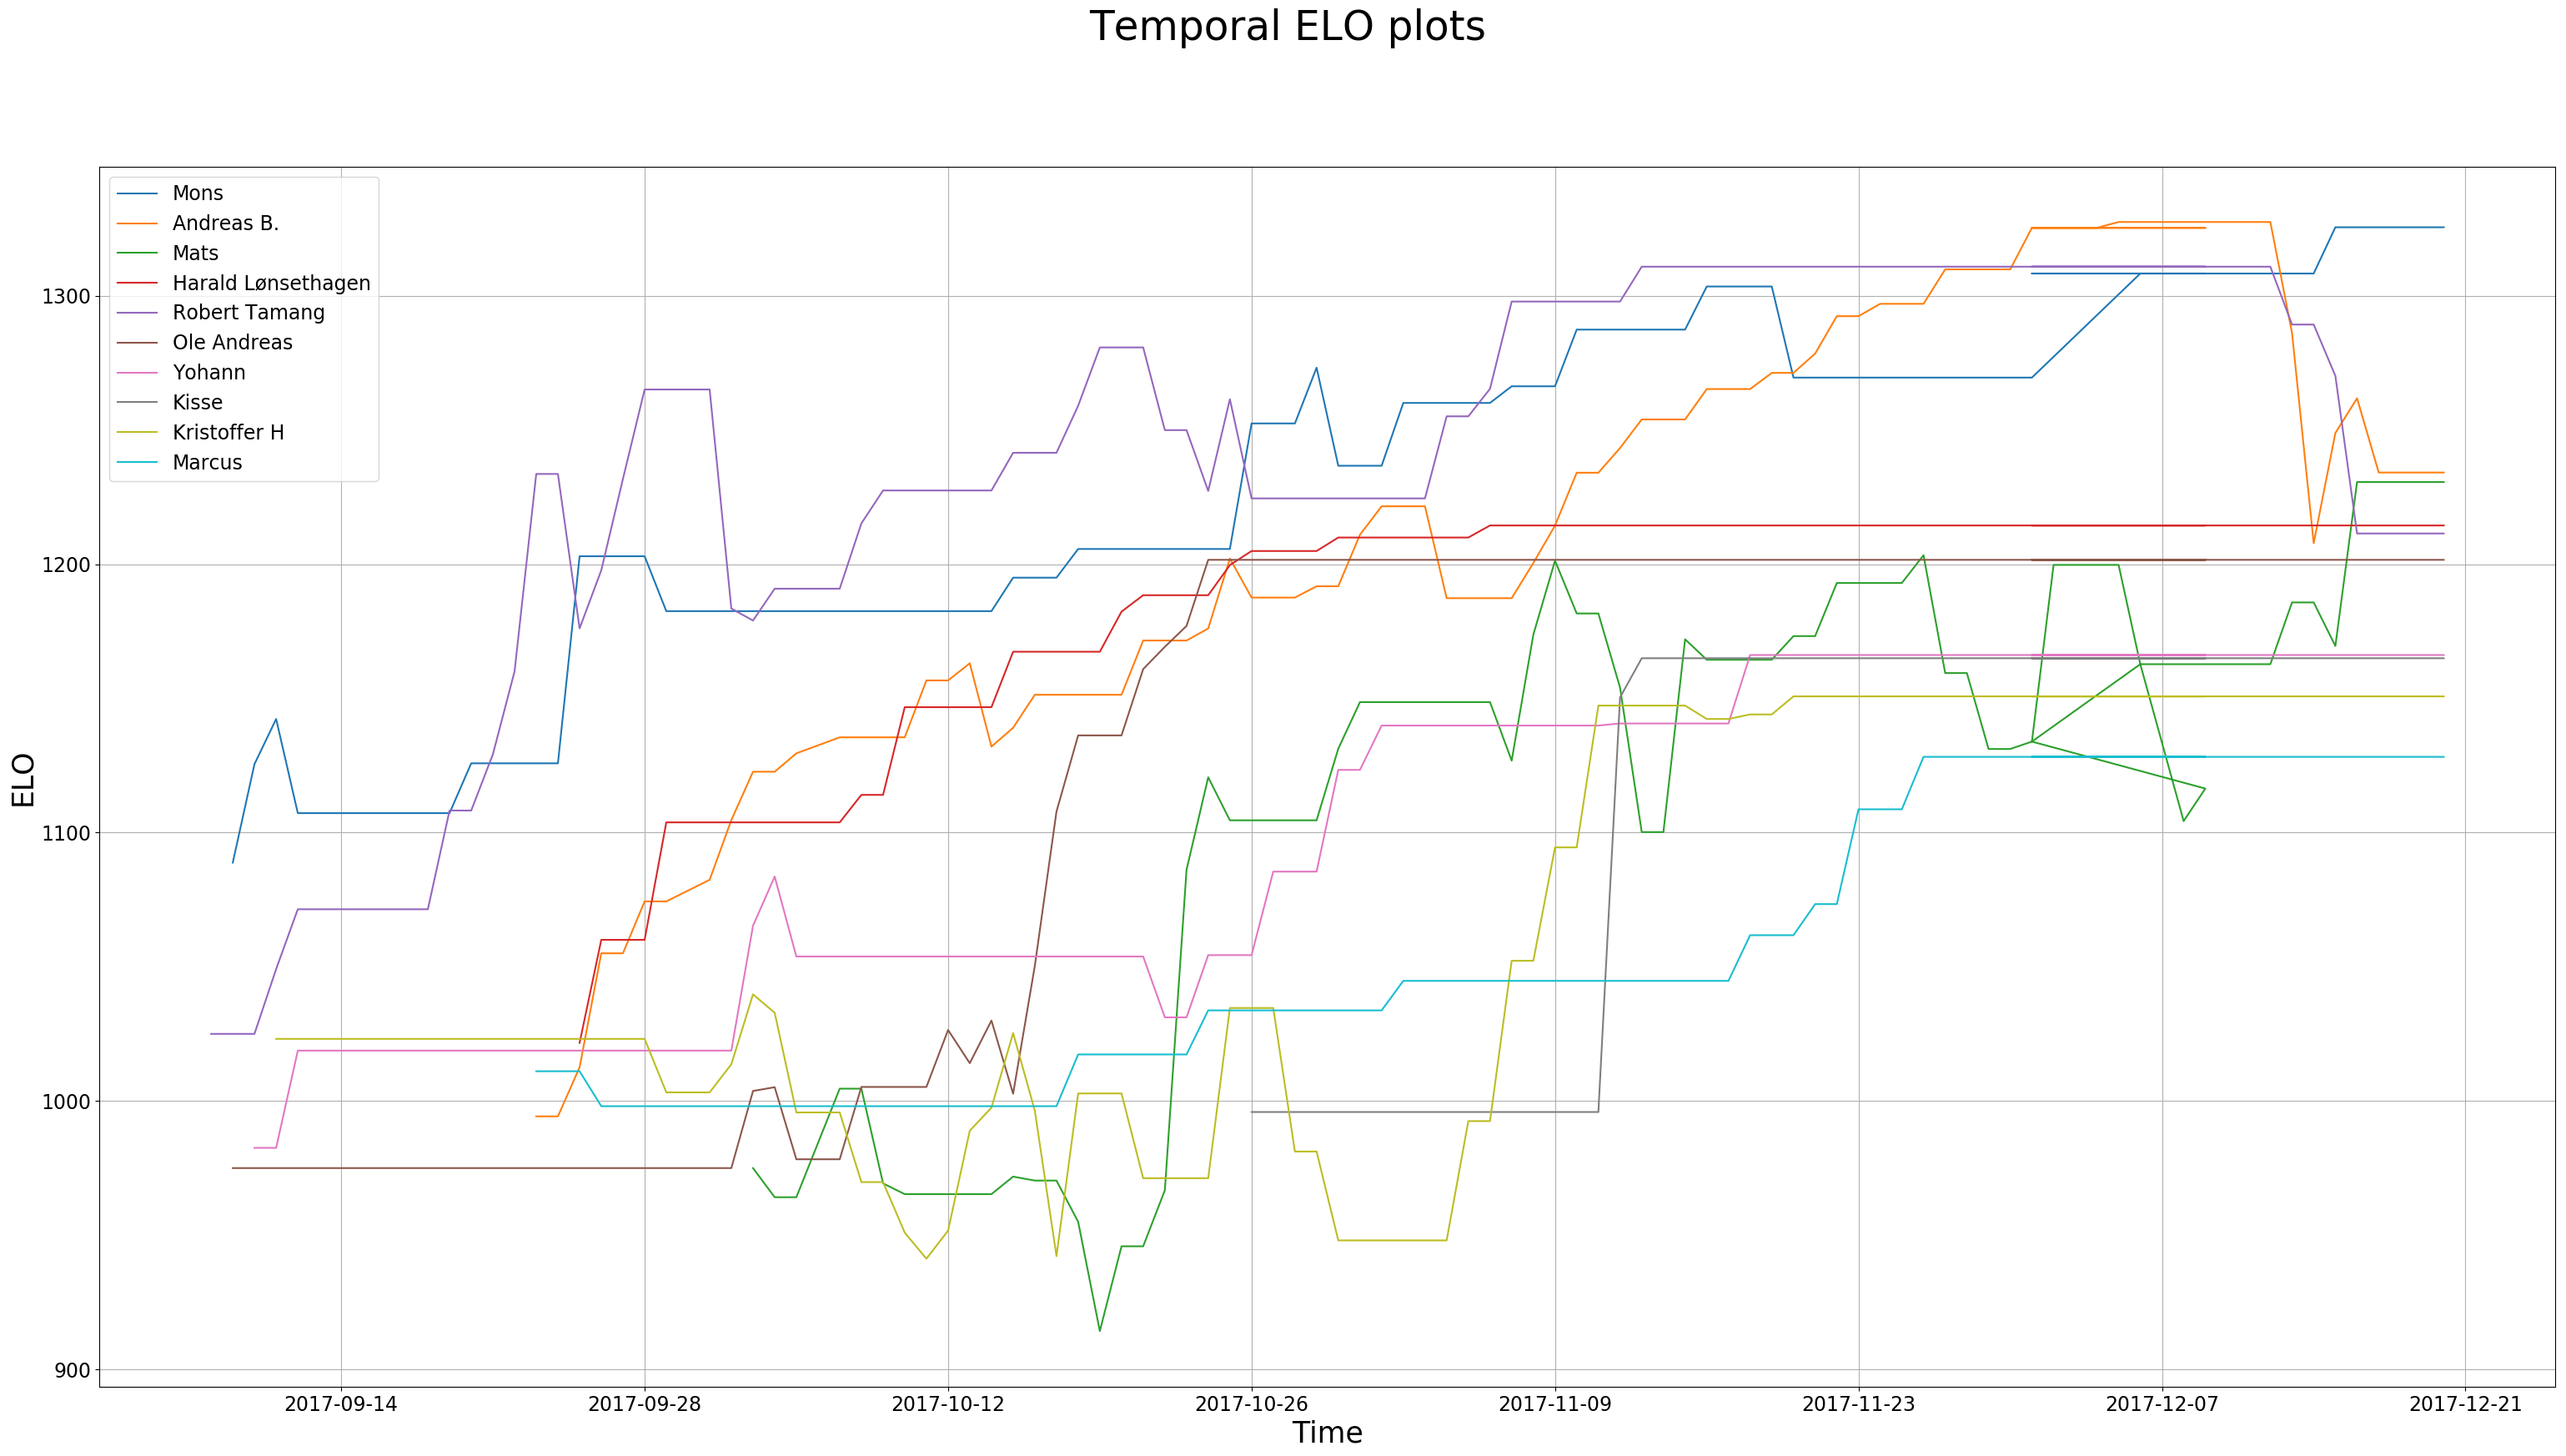 Temporal ELO plots
Mons
Andreas B.
Mats
Harald Lønsethagen
Robert Tamang
Ole Andreas
Yohann
Kisse
Kristoffer H
Marcus
1300
1200
1100
1000
900
ELO
2017-09-14 2017-09-28 2017-10-12 2017-10-26 2017-11-09 2017-11-23 2017-12-07 2017-12-21
Time